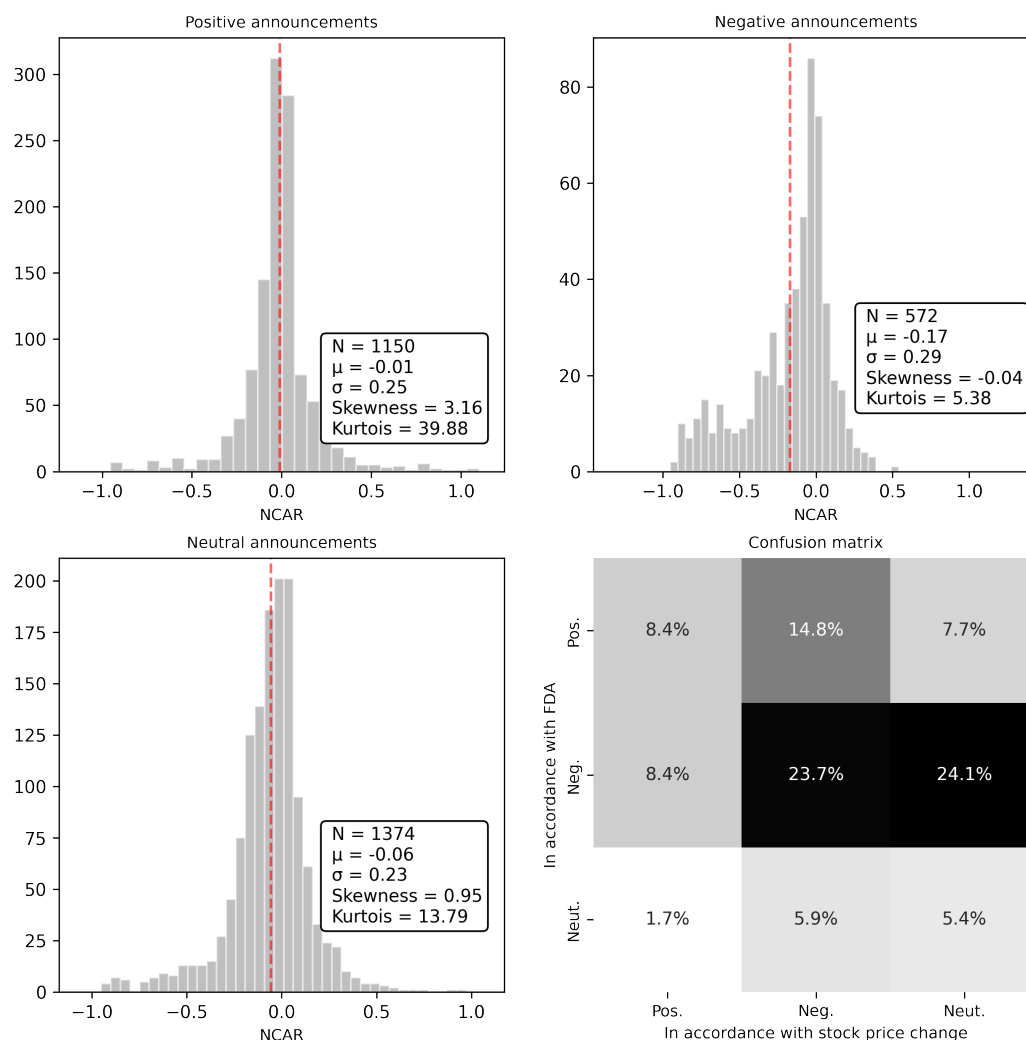 Positive announcements
300
250
200
150
100
50
0
N = 1150
μ = -0.01
σ = 0.25
Skewness = 3.16
Kurtois = 39.88
−1.0 −0.5 0.0 0.5 1.0
NCAR
Negative announcements
80
60
40
20
0
N = 572
μ = -0.17
σ = 0.29
Skewness = -0.04
Kurtois = 5.38
−1.0 −0.5 0.0 0.5 1.0
NCAR
Neutral announcements
200
175
150
125
100
75
50
25
0
N = 1374
μ = -0.06
σ = 0.23
Skewness = 0.95
Kurtois = 13.79
−1.0 −0.5 0.0 0.5 1.0
NCAR
Confusion matrix
In accordance with FDA
Pos. 8.4% 14.8% 7.7%
Neg. 8.4% 23.7% 24.1%
Neut. 1.7% 5.9% 5.4%
Pos. Neg. Neut.
In accordance with stock price change